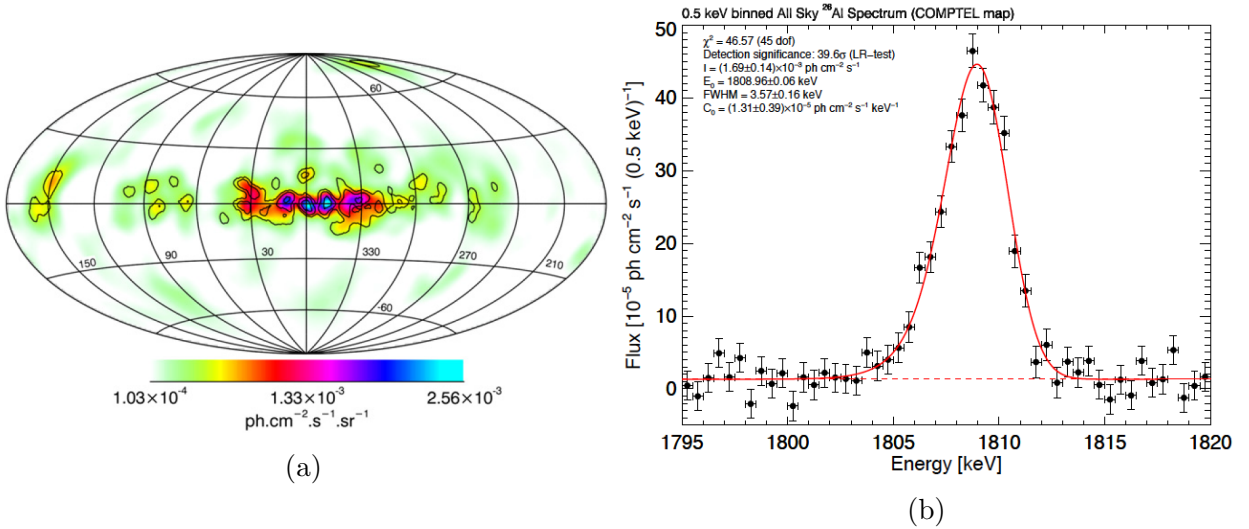 60
150
90
30
330
270
210
-60
1.03×10⁻⁴
1.33×10⁻³
2.56×10⁻³
ph.cm⁻².s⁻¹.sr⁻¹
(a)
0.5 keV binned All Sky ²⁶Al Spectrum (COMPTEL map)
χ² = 46.57 (45 dof)
Detection significance: 39.6σ (LR−test)
I = (1.69±0.14)×10⁻³ ph cm⁻² s⁻¹
E₀ = 1808.96±0.06 keV
FWHM = 3.57±0.16 keV
C₀ = (1.31±0.39)×10⁻⁵ ph cm⁻² s⁻¹ keV⁻¹
Flux [10⁻⁵ ph cm⁻² s⁻¹ (0.5 keV)⁻¹]
50
40
30
20
10
0
1795
1800
1805
1810
1815
1820
Energy [keV]
(b)